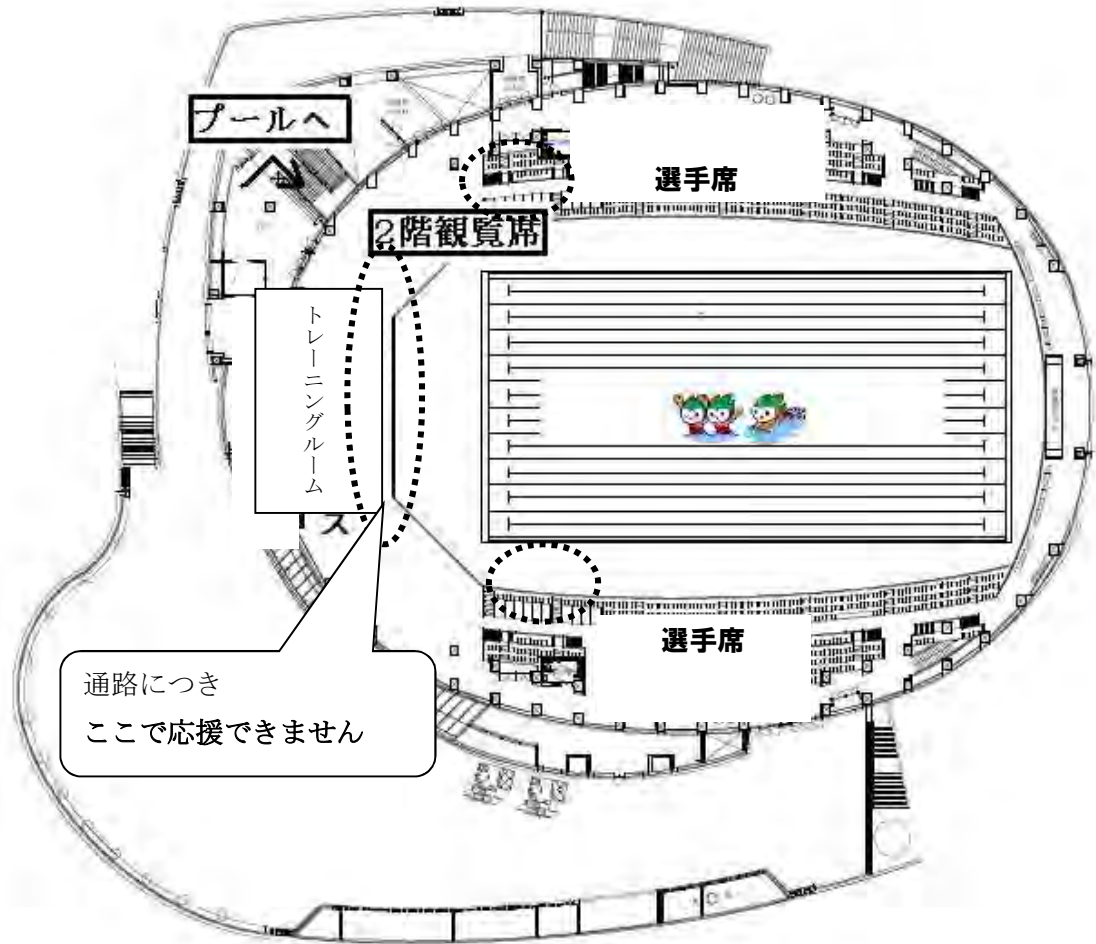 プールへ
選手席
2階観覧席
トレーニングルーム
ス
選手席
通路につき
ここで応援できません